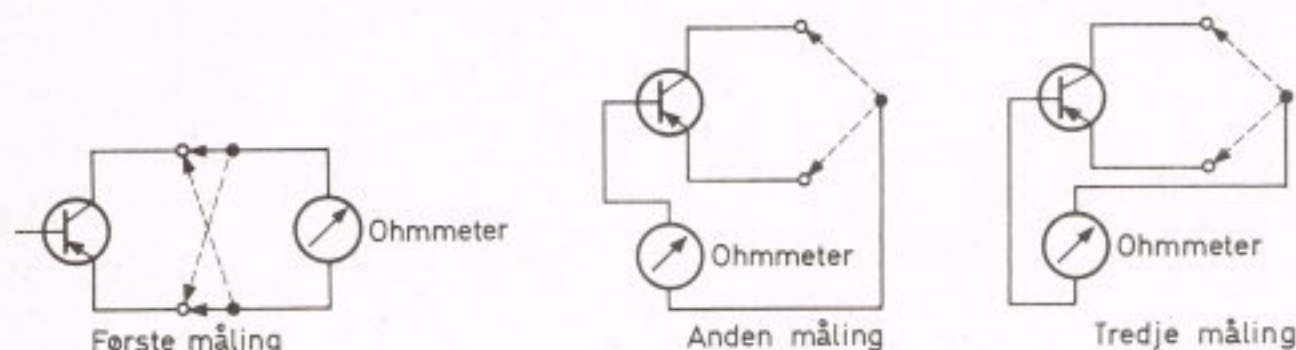 Ohmmeter
Første måling
Ohmmeter
Anden måling
Ohmmeter
Tredje måling